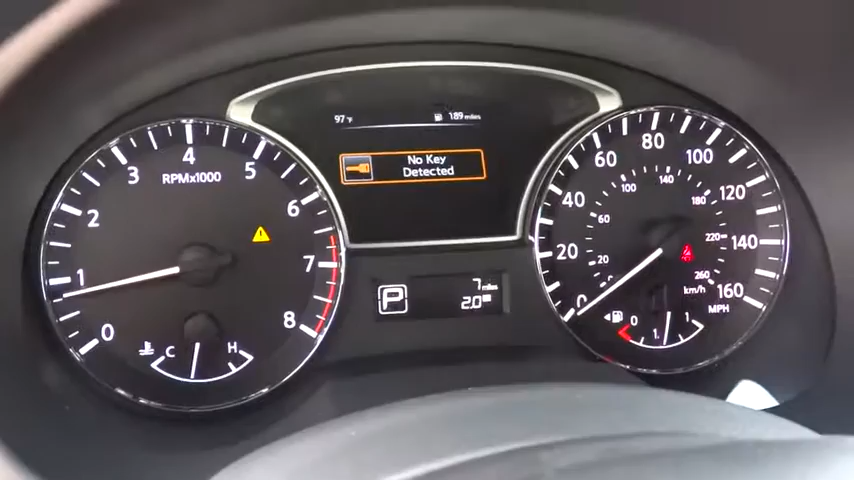 97°F 189 miles
No Key
Detected
0 1 2 3 4 5 6 7 8
RPMx1000
C H
P
7 miles
2.0
0 20 40 60 80 100 120 140 160
MPH
20 60 100 140 180 220 260
km/h
0 1